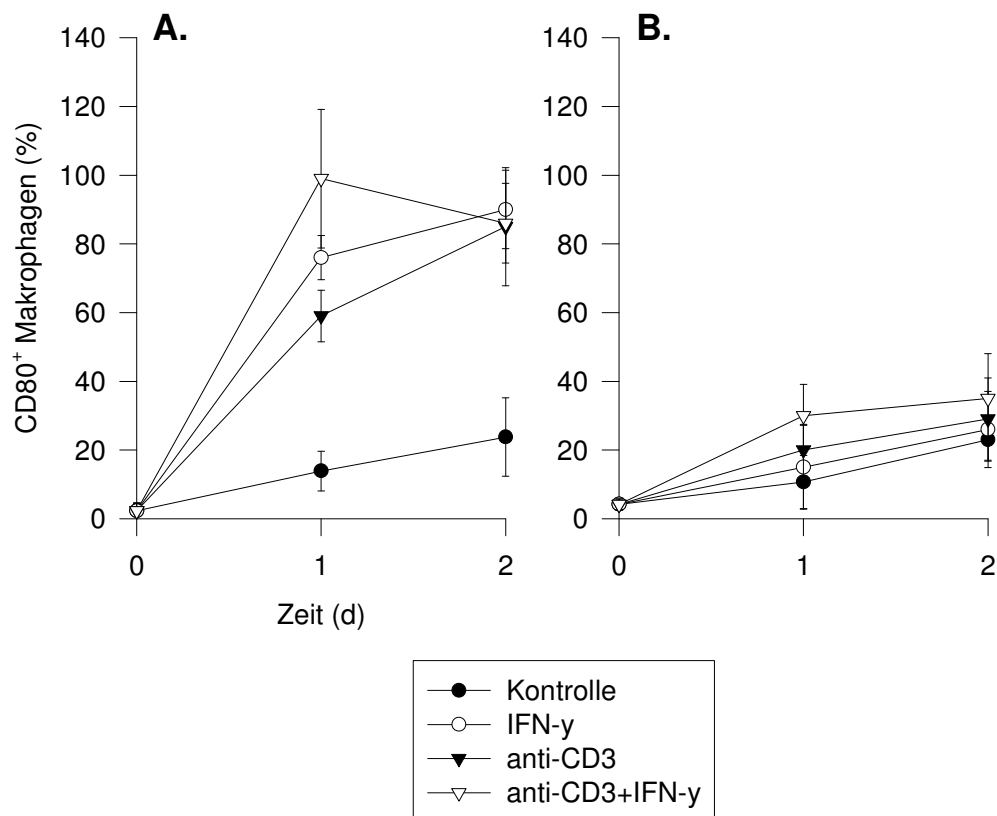 A.
B.
140
120
100
80
60
40
20
0
CD80+ Makrophagen (%)
0 1 2
140
120
100
80
60
40
20
0
0 1 2
Zeit (d)
Kontrolle
IFN-y
anti-CD3
anti-CD3+IFN-y